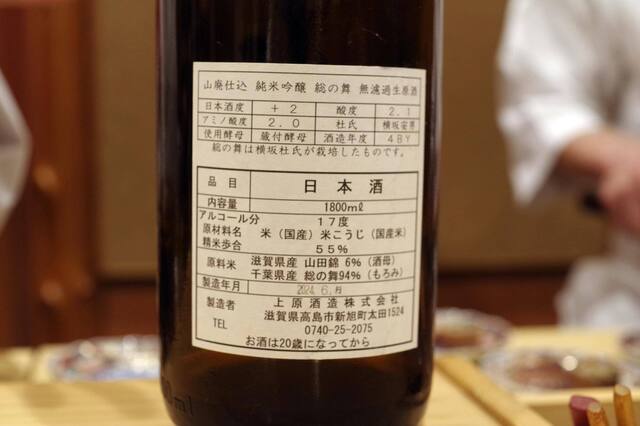 山廃仕込 純米吟醸 総の舞 無濾過生原酒
日本酒度 +2 酸度 2.1
アミノ酸度 2.0 杜氏 横坂安男
使用酵母 蔵付酵母 酒造年度 4BY
総の舞は横坂杜氏が栽培したものです。
品目 日本酒
内容量 1800mℓ
アルコール分 17度
原材料名 米(国産)米こうじ(国産米)
精米歩合 55%
原料米 滋賀県産 山田錦 6%(酒母)
千葉県産 総の舞94%(もろみ)
製造年月 2024.6.月
製造者 上原酒造株式会社
滋賀県高島市新旭町太田1524
TEL 0740-25-2075
お酒は20歳になってから